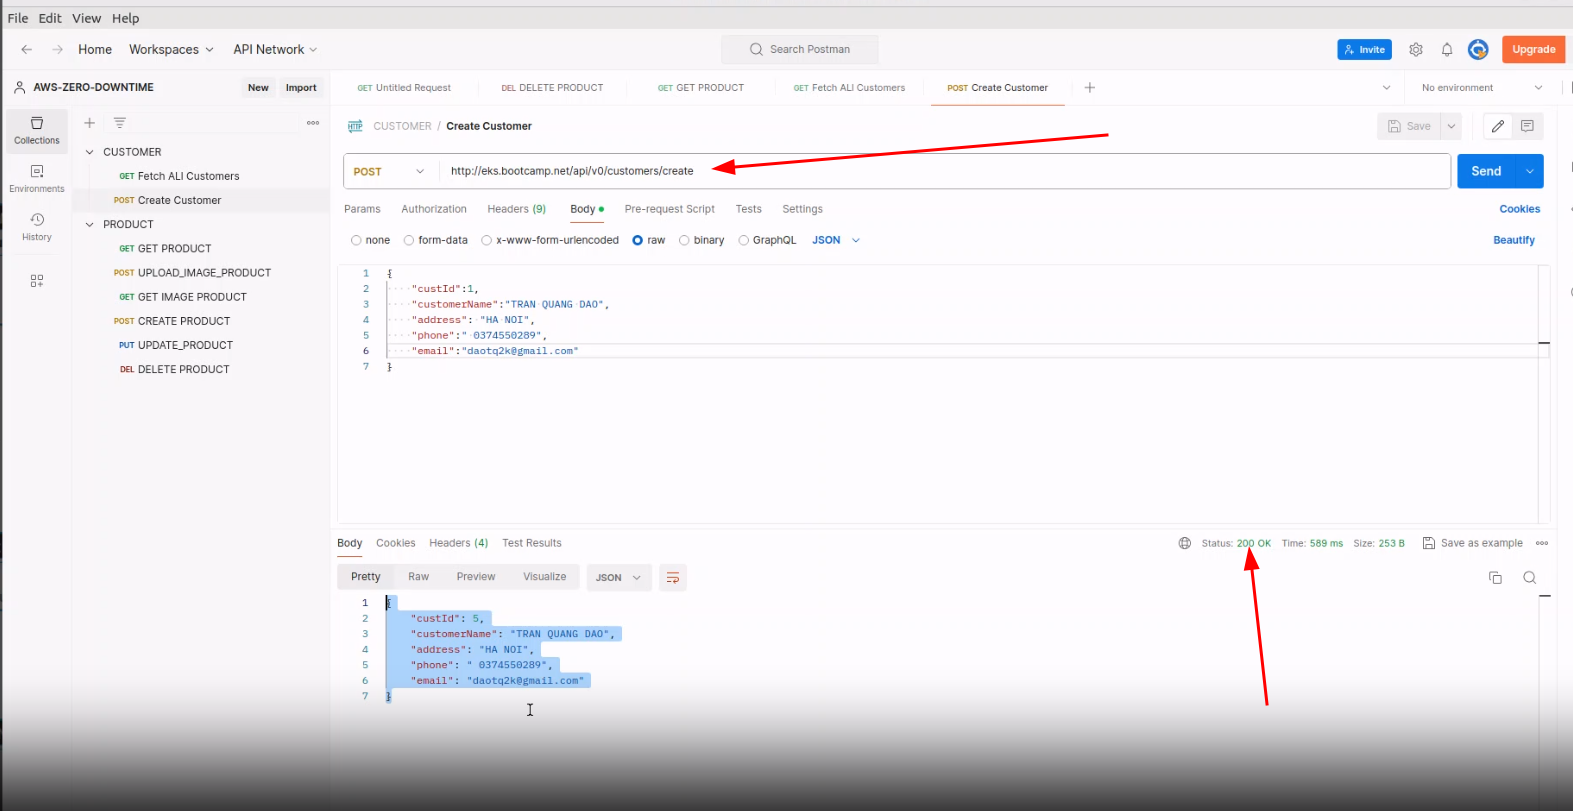 File Edit View Help
Home Workspaces API Network Search Postman Invite Upgrade
AWS-ZERO-DOWNTIME New Import GET Untitled Request DEL DELETE PRODUCT GET GET PRODUCT GET Fetch ALl Customers POST Create Customer No environment
Collections
Environments
History
CUSTOMER
GET Fetch ALl Customers
POST Create Customer
PRODUCT
GET GET PRODUCT
POST UPLOAD_IMAGE_PRODUCT
GET GET IMAGE PRODUCT
POST CREATE PRODUCT
PUT UPDATE_PRODUCT
DEL DELETE PRODUCT
HTTP CUSTOMER / Create Customer Save
POST http://eks.bootcamp.net/api/v0/customers/create Send
Params Authorization Headers (9) Body Pre-request Script Tests Settings Cookies
none form-data x-www-form-urlencoded raw binary GraphQL JSON Beautify
1 {
2 "custId":1,
3 "customerName":"TRAN QUANG DAO",
4 "address": "HA NOI",
5 "phone":" 0374550289",
6 "email":"daotq2k@gmail.com"
7 }
Body Cookies Headers (4) Test Results Status: 200 OK Time: 589 ms Size: 253 B Save as example
Pretty Raw Preview Visualize JSON
1 {
2 "custId": 5,
3 "customerName": "TRAN QUANG DAO",
4 "address": "HA NOI",
5 "phone": " 0374550289",
6 "email": "daotq2k@gmail.com"
7 }